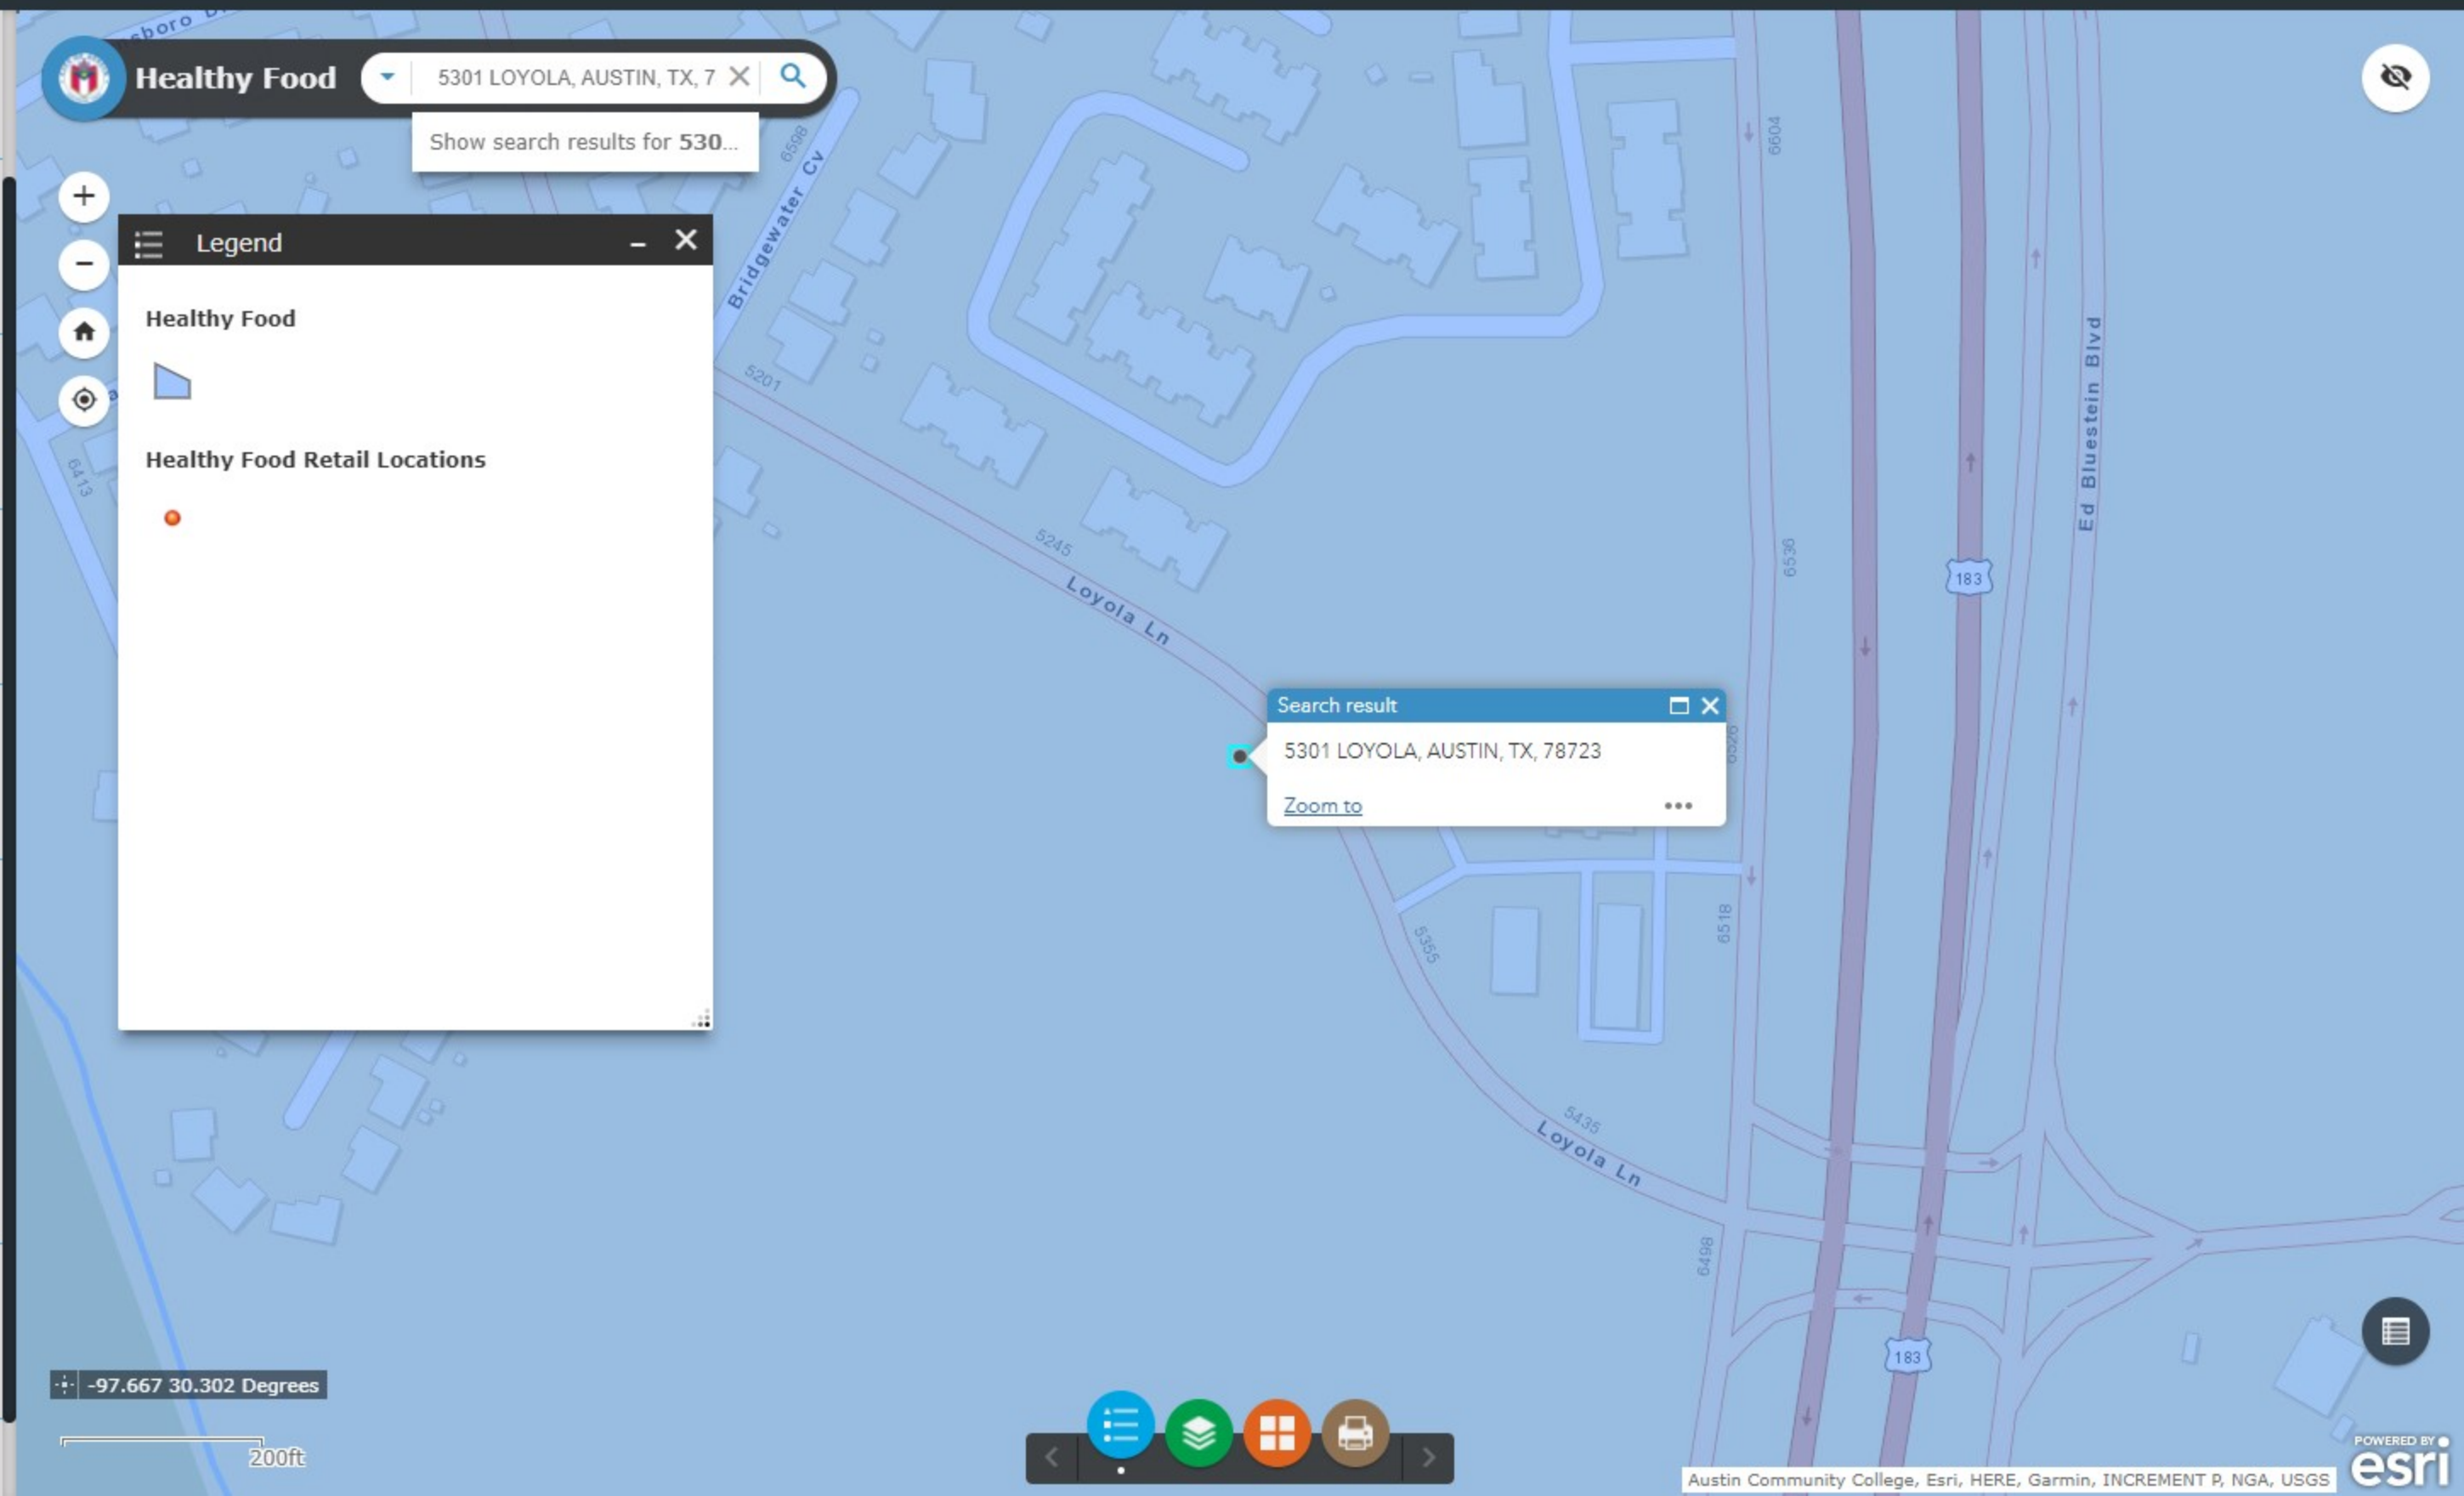 Healthy Food
5301 LOYOLA, AUSTIN, TX, 7
Show search results for 530...
Legend
Healthy Food
Healthy Food Retail Locations
6598
Bridgewater Cv
5201
6413
5245
Loyola Ln
6604
6536
Ed Bluestein Blvd
183
Search result
5301 LOYOLA, AUSTIN, TX, 78723
Zoom to
6518
5355
5435
Loyola Ln
6498
183
-97.667 30.302 Degrees
200ft
POWERED BY
esri
Austin Community College, Esri, HERE, Garmin, INCREMENT P, NGA, USGS